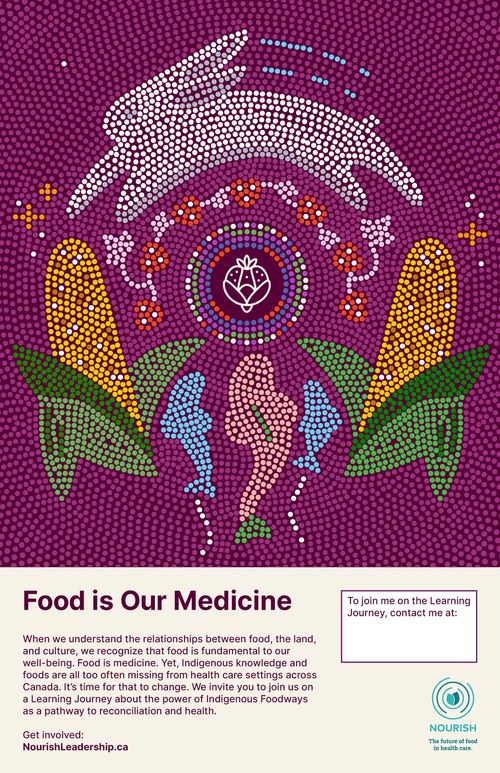 Food is Our Medicine
When we understand the relationships between food, the land,
and culture, we recognize that food is fundamental to our
well-being. Food is medicine. Yet, Indigenous knowledge and
foods are all too often missing from health care settings across
Canada. It's time for that to change. We invite you to join us on
a Learning Journey about the power of Indigenous Foodways
as a pathway to reconciliation and health.
Get involved:
NourishLeadership.ca
To join me on the Learning
Journey, contact me at:
NOURISH
The future of food
in health care.